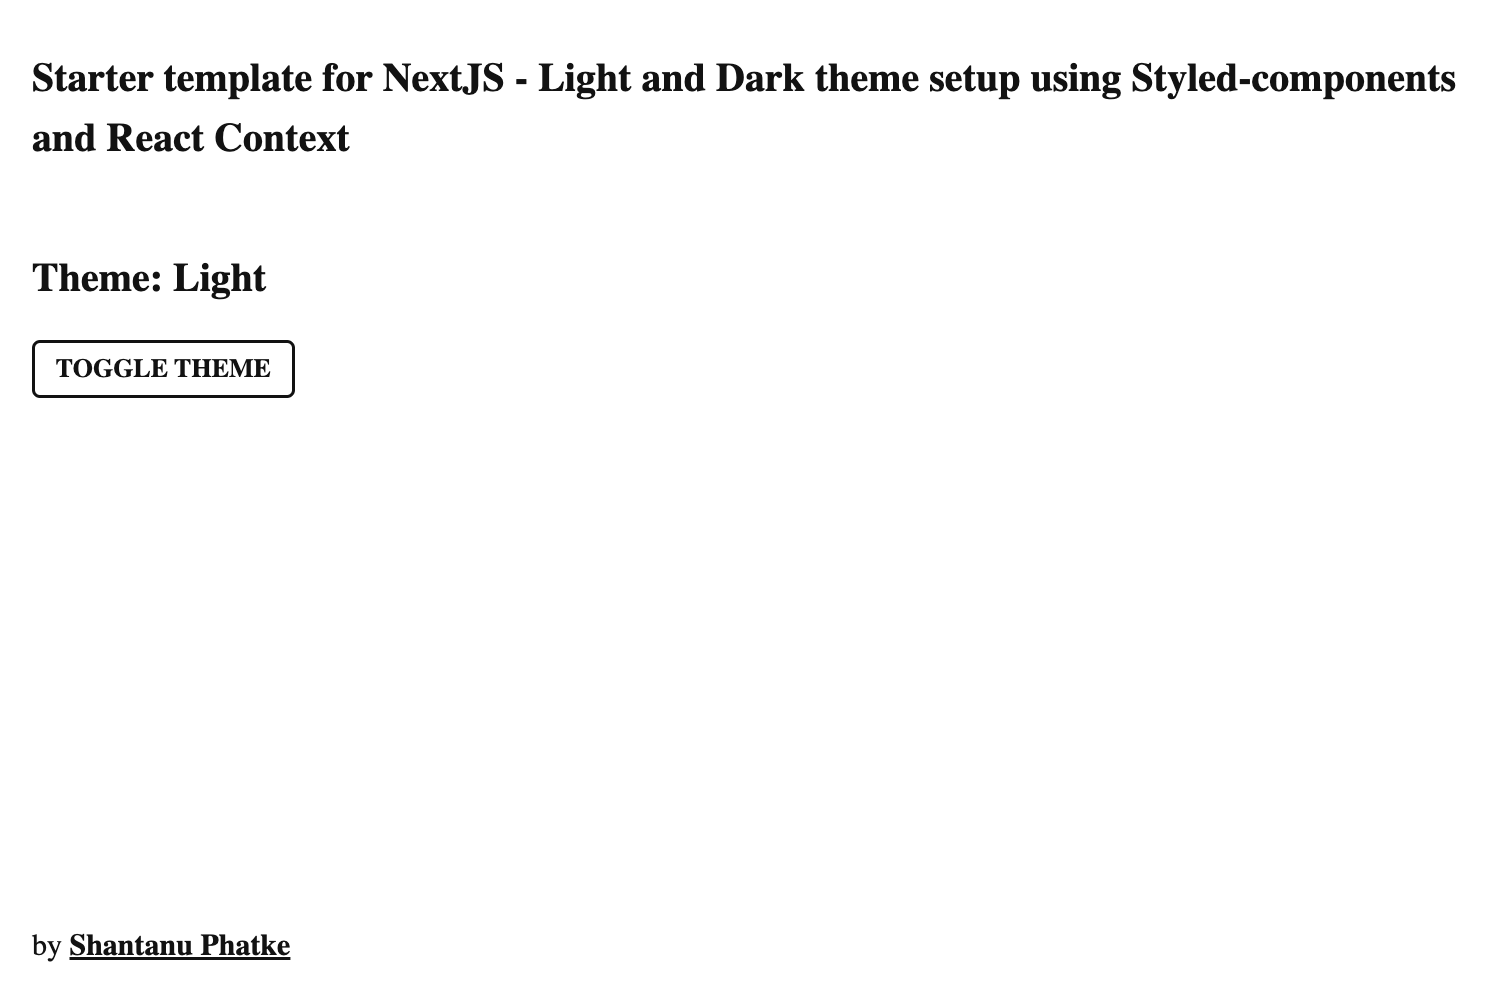 Starter template for NextJS - Light and Dark theme setup using Styled-components
and React Context
Theme: Light
TOGGLE THEME
by Shantanu Phatke